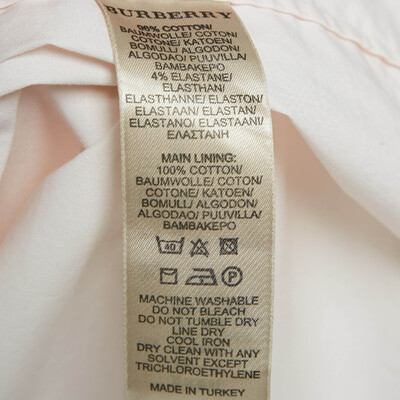 BURBERRY
96% COTTON/
BAUMWOLLE/ COTON/
COTONE/ KATOEN/
BOMULL/ ALGODON/
ALGODAO/ PUUVILLA/
BAMBAKEPO
4% ELASTANE/
ELASTHAN/
ELASTHANNE/ ELASTON/
ELASTAAN/ ELASTAN/
ELASTANO/ ELASTAANI/
ΕΛΑΣΤΑΝΗ
MAIN LINING:
100% COTTON/
BAUMWOLLE/ COTON/
COTONE/ KATOEN/
BOMULL/ ALGODON/
ALGODAO/ PUUVILLA/
BAMBAKEPO
40
P
MACHINE WASHABLE
DO NOT BLEACH
DO NOT TUMBLE DRY
LINE DRY
COOL IRON
DRY CLEAN WITH ANY
SOLVENT EXCEPT
TRICHLOROETHYLENE
MADE IN TURKEY